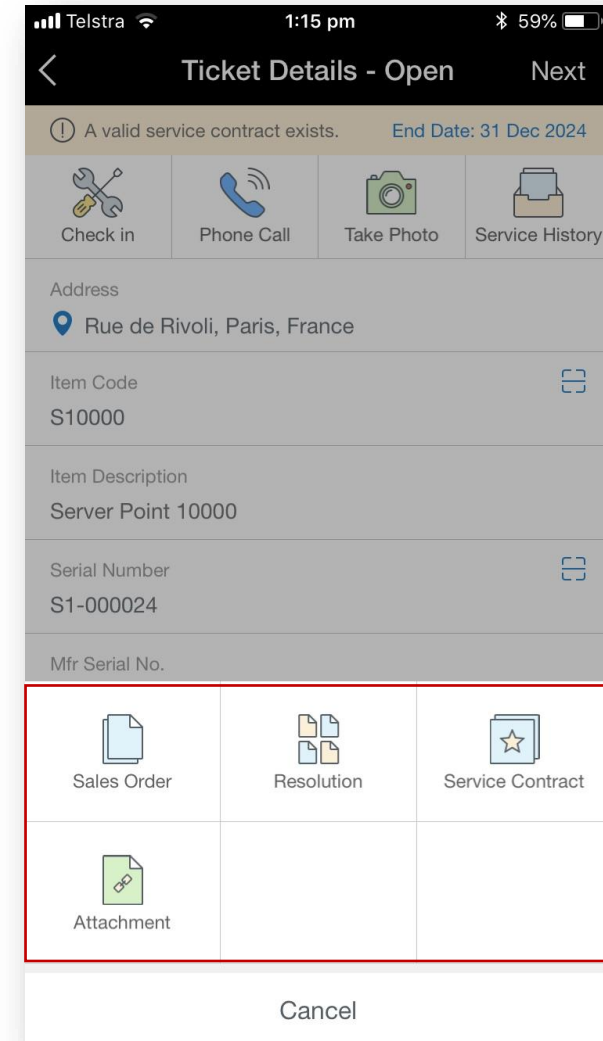 Telstra 1:15 pm 59%
Ticket Details - Open Next
A valid service contract exists. End Date: 31 Dec 2024
Check in Phone Call Take Photo Service History
Address
Rue de Rivoli, Paris, France
Item Code
S10000
Item Description
Server Point 10000
Serial Number
S1-000024
Mfr Serial No.
Sales Order Resolution Service Contract
Attachment
Cancel